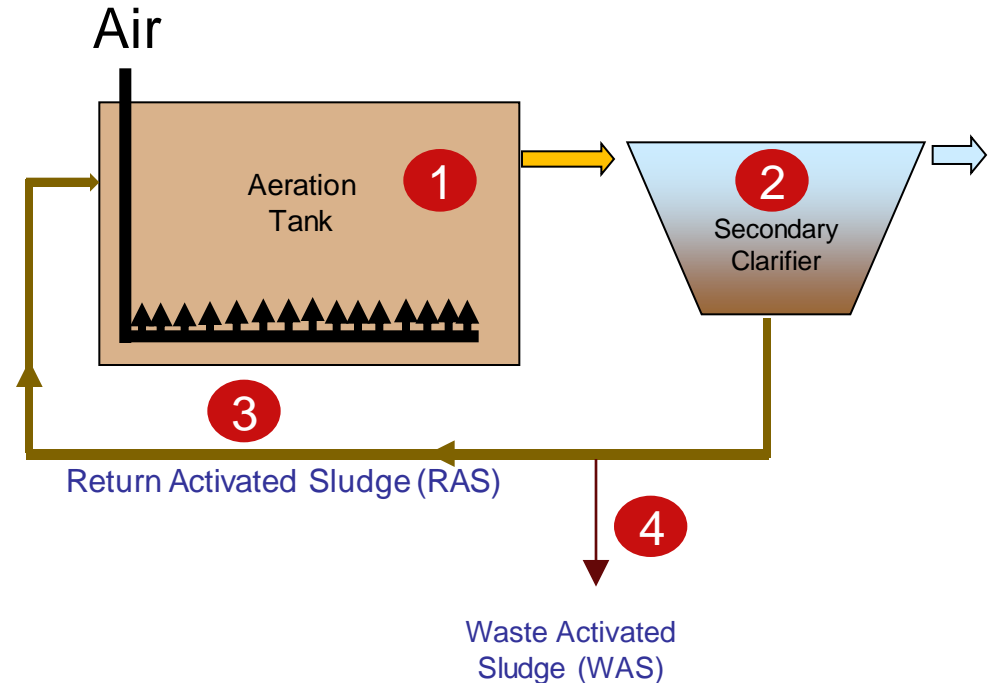 Air
Aeration
Tank
1
2
Secondary
Clarifier
3
Return Activated Sludge (RAS)
4
Waste Activated
Sludge (WAS)